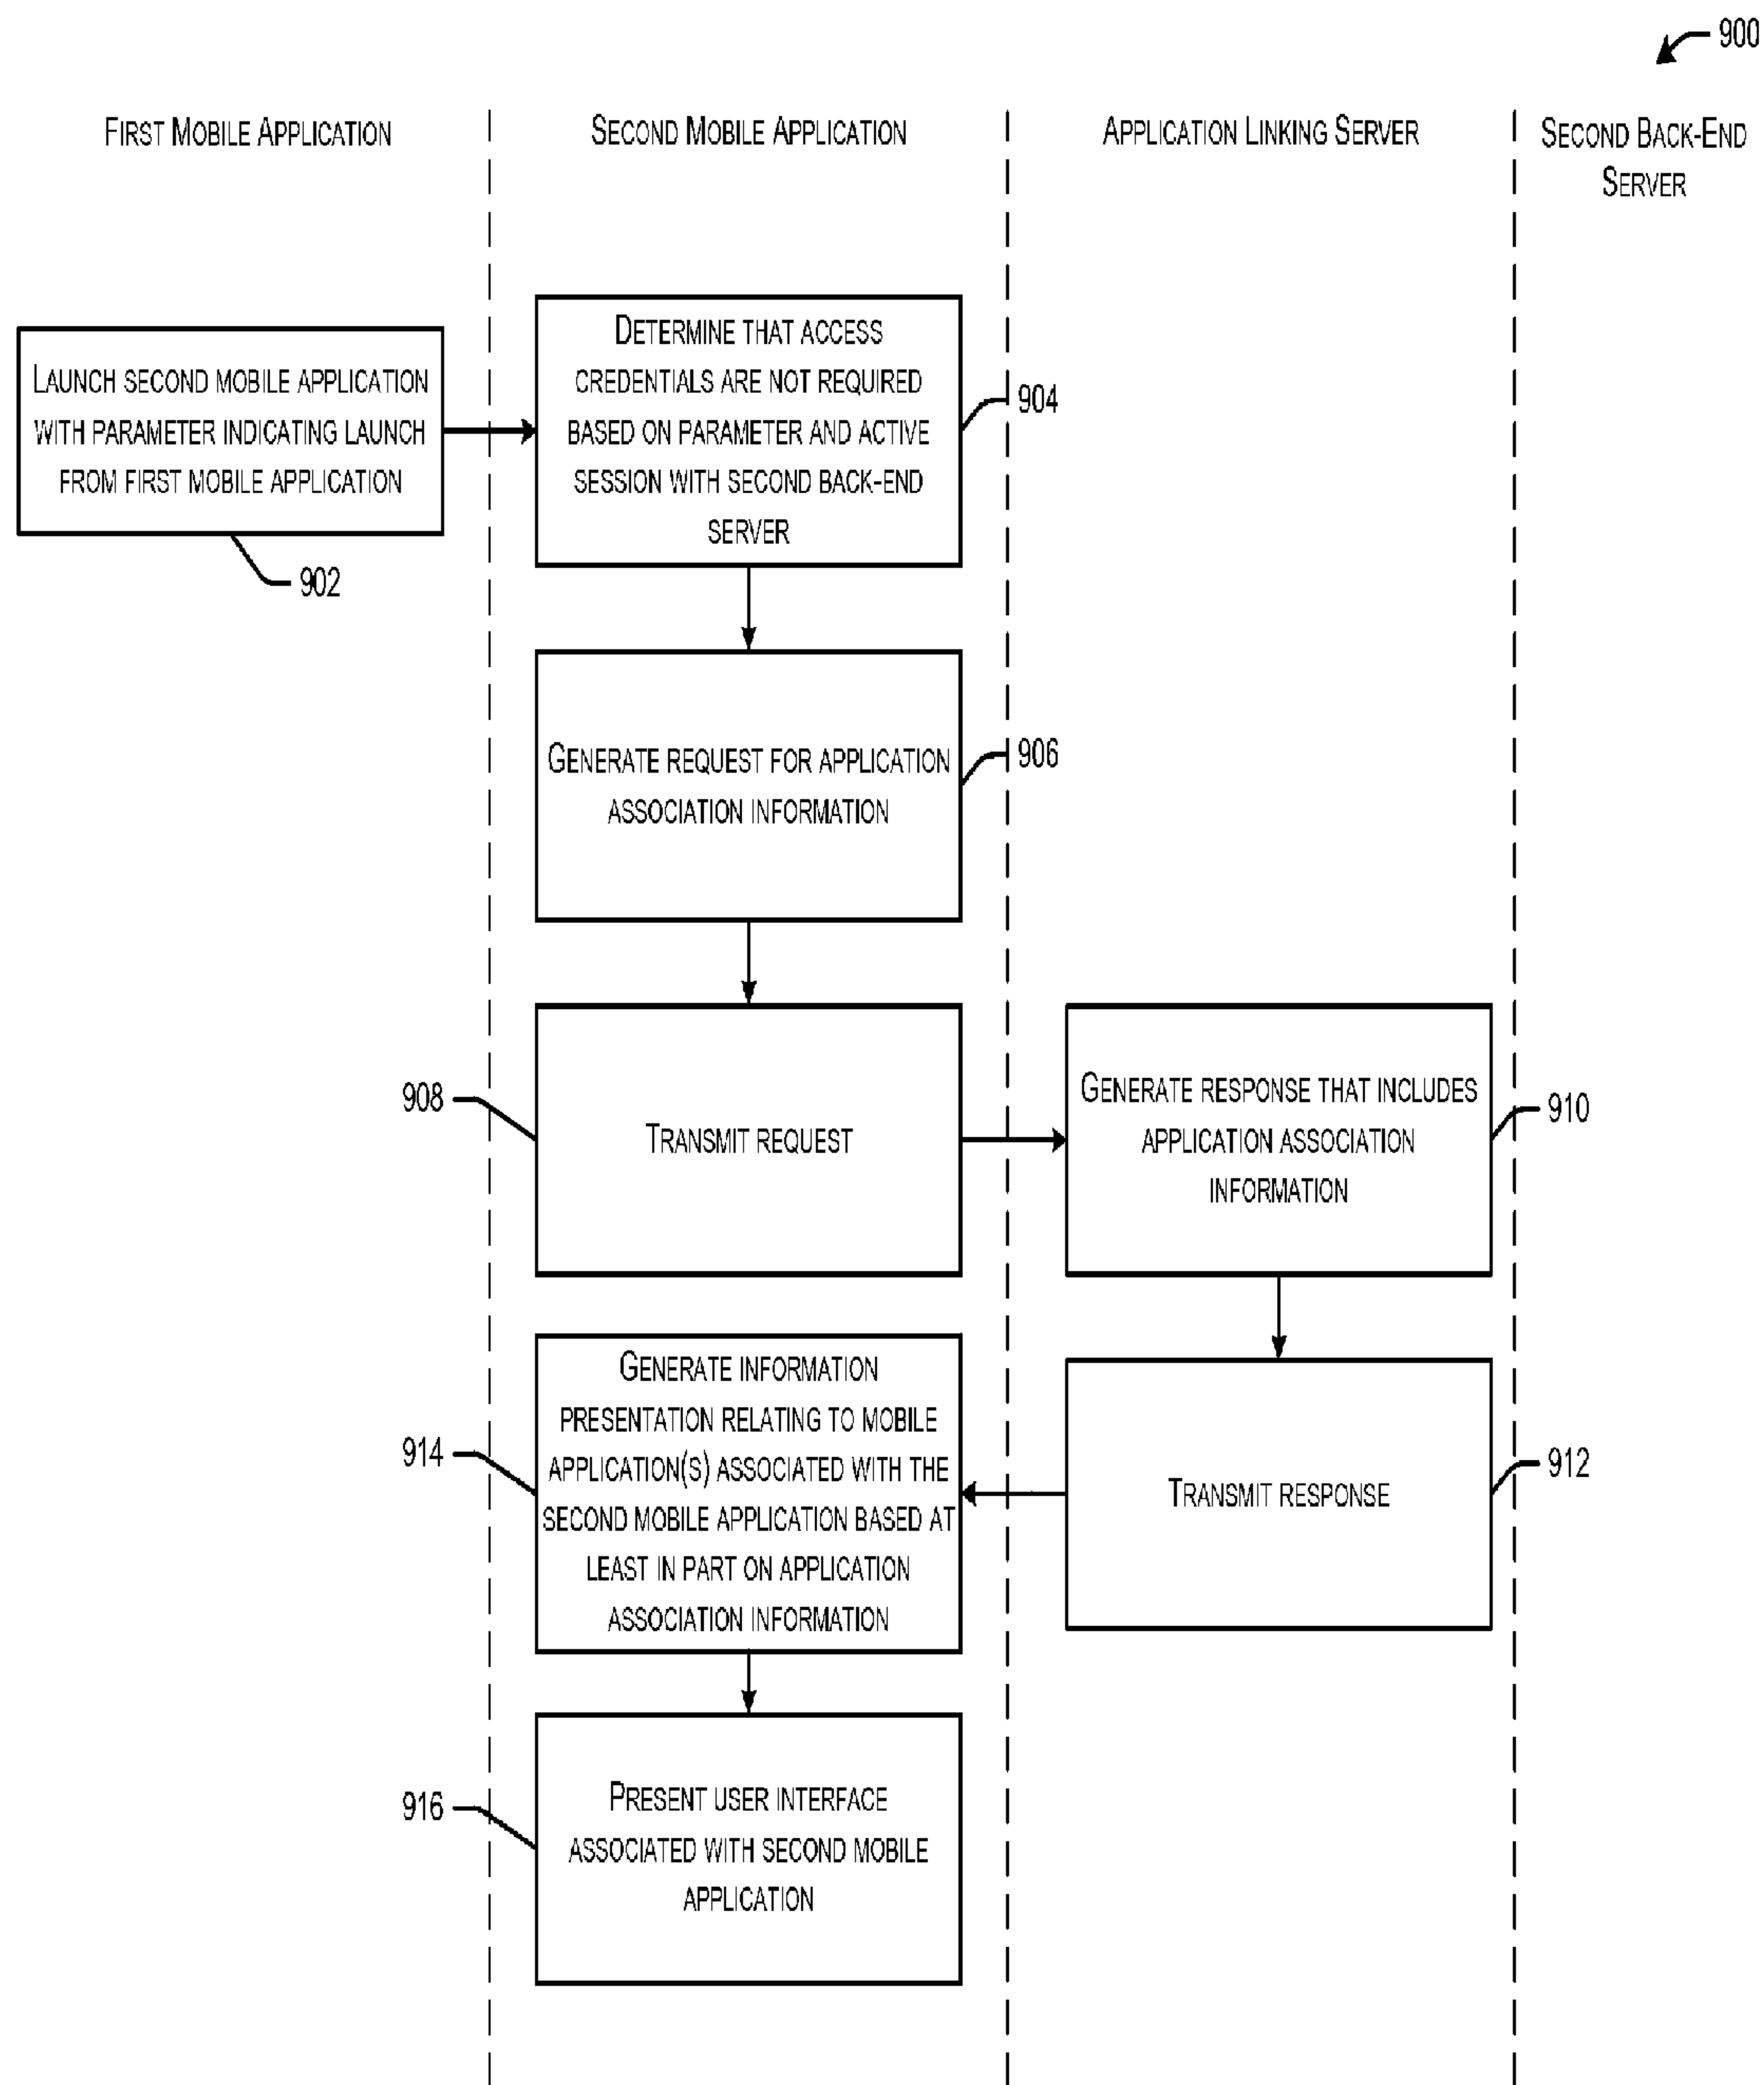 900
FIRST MOBILE APPLICATION
SECOND MOBILE APPLICATION
APPLICATION LINKING SERVER
SECOND BACK-END
SERVER
LAUNCH SECOND MOBILE APPLICATION
WITH PARAMETER INDICATING LAUNCH
FROM FIRST MOBILE APPLICATION
902
DETERMINE THAT ACCESS
CREDENTIALS ARE NOT REQUIRED
BASED ON PARAMETER AND ACTIVE
SESSION WITH SECOND BACK-END
SERVER
904
GENERATE REQUEST FOR APPLICATION
ASSOCIATION INFORMATION
906
908
TRANSMIT REQUEST
GENERATE RESPONSE THAT INCLUDES
APPLICATION ASSOCIATION
INFORMATION
910
914
GENERATE INFORMATION
PRESENTATION RELATING TO MOBILE
APPLICATION(S) ASSOCIATED WITH THE
SECOND MOBILE APPLICATION BASED AT
LEAST IN PART ON APPLICATION
ASSOCIATION INFORMATION
TRANSMIT RESPONSE
912
916
PRESENT USER INTERFACE
ASSOCIATED WITH SECOND MOBILE
APPLICATION